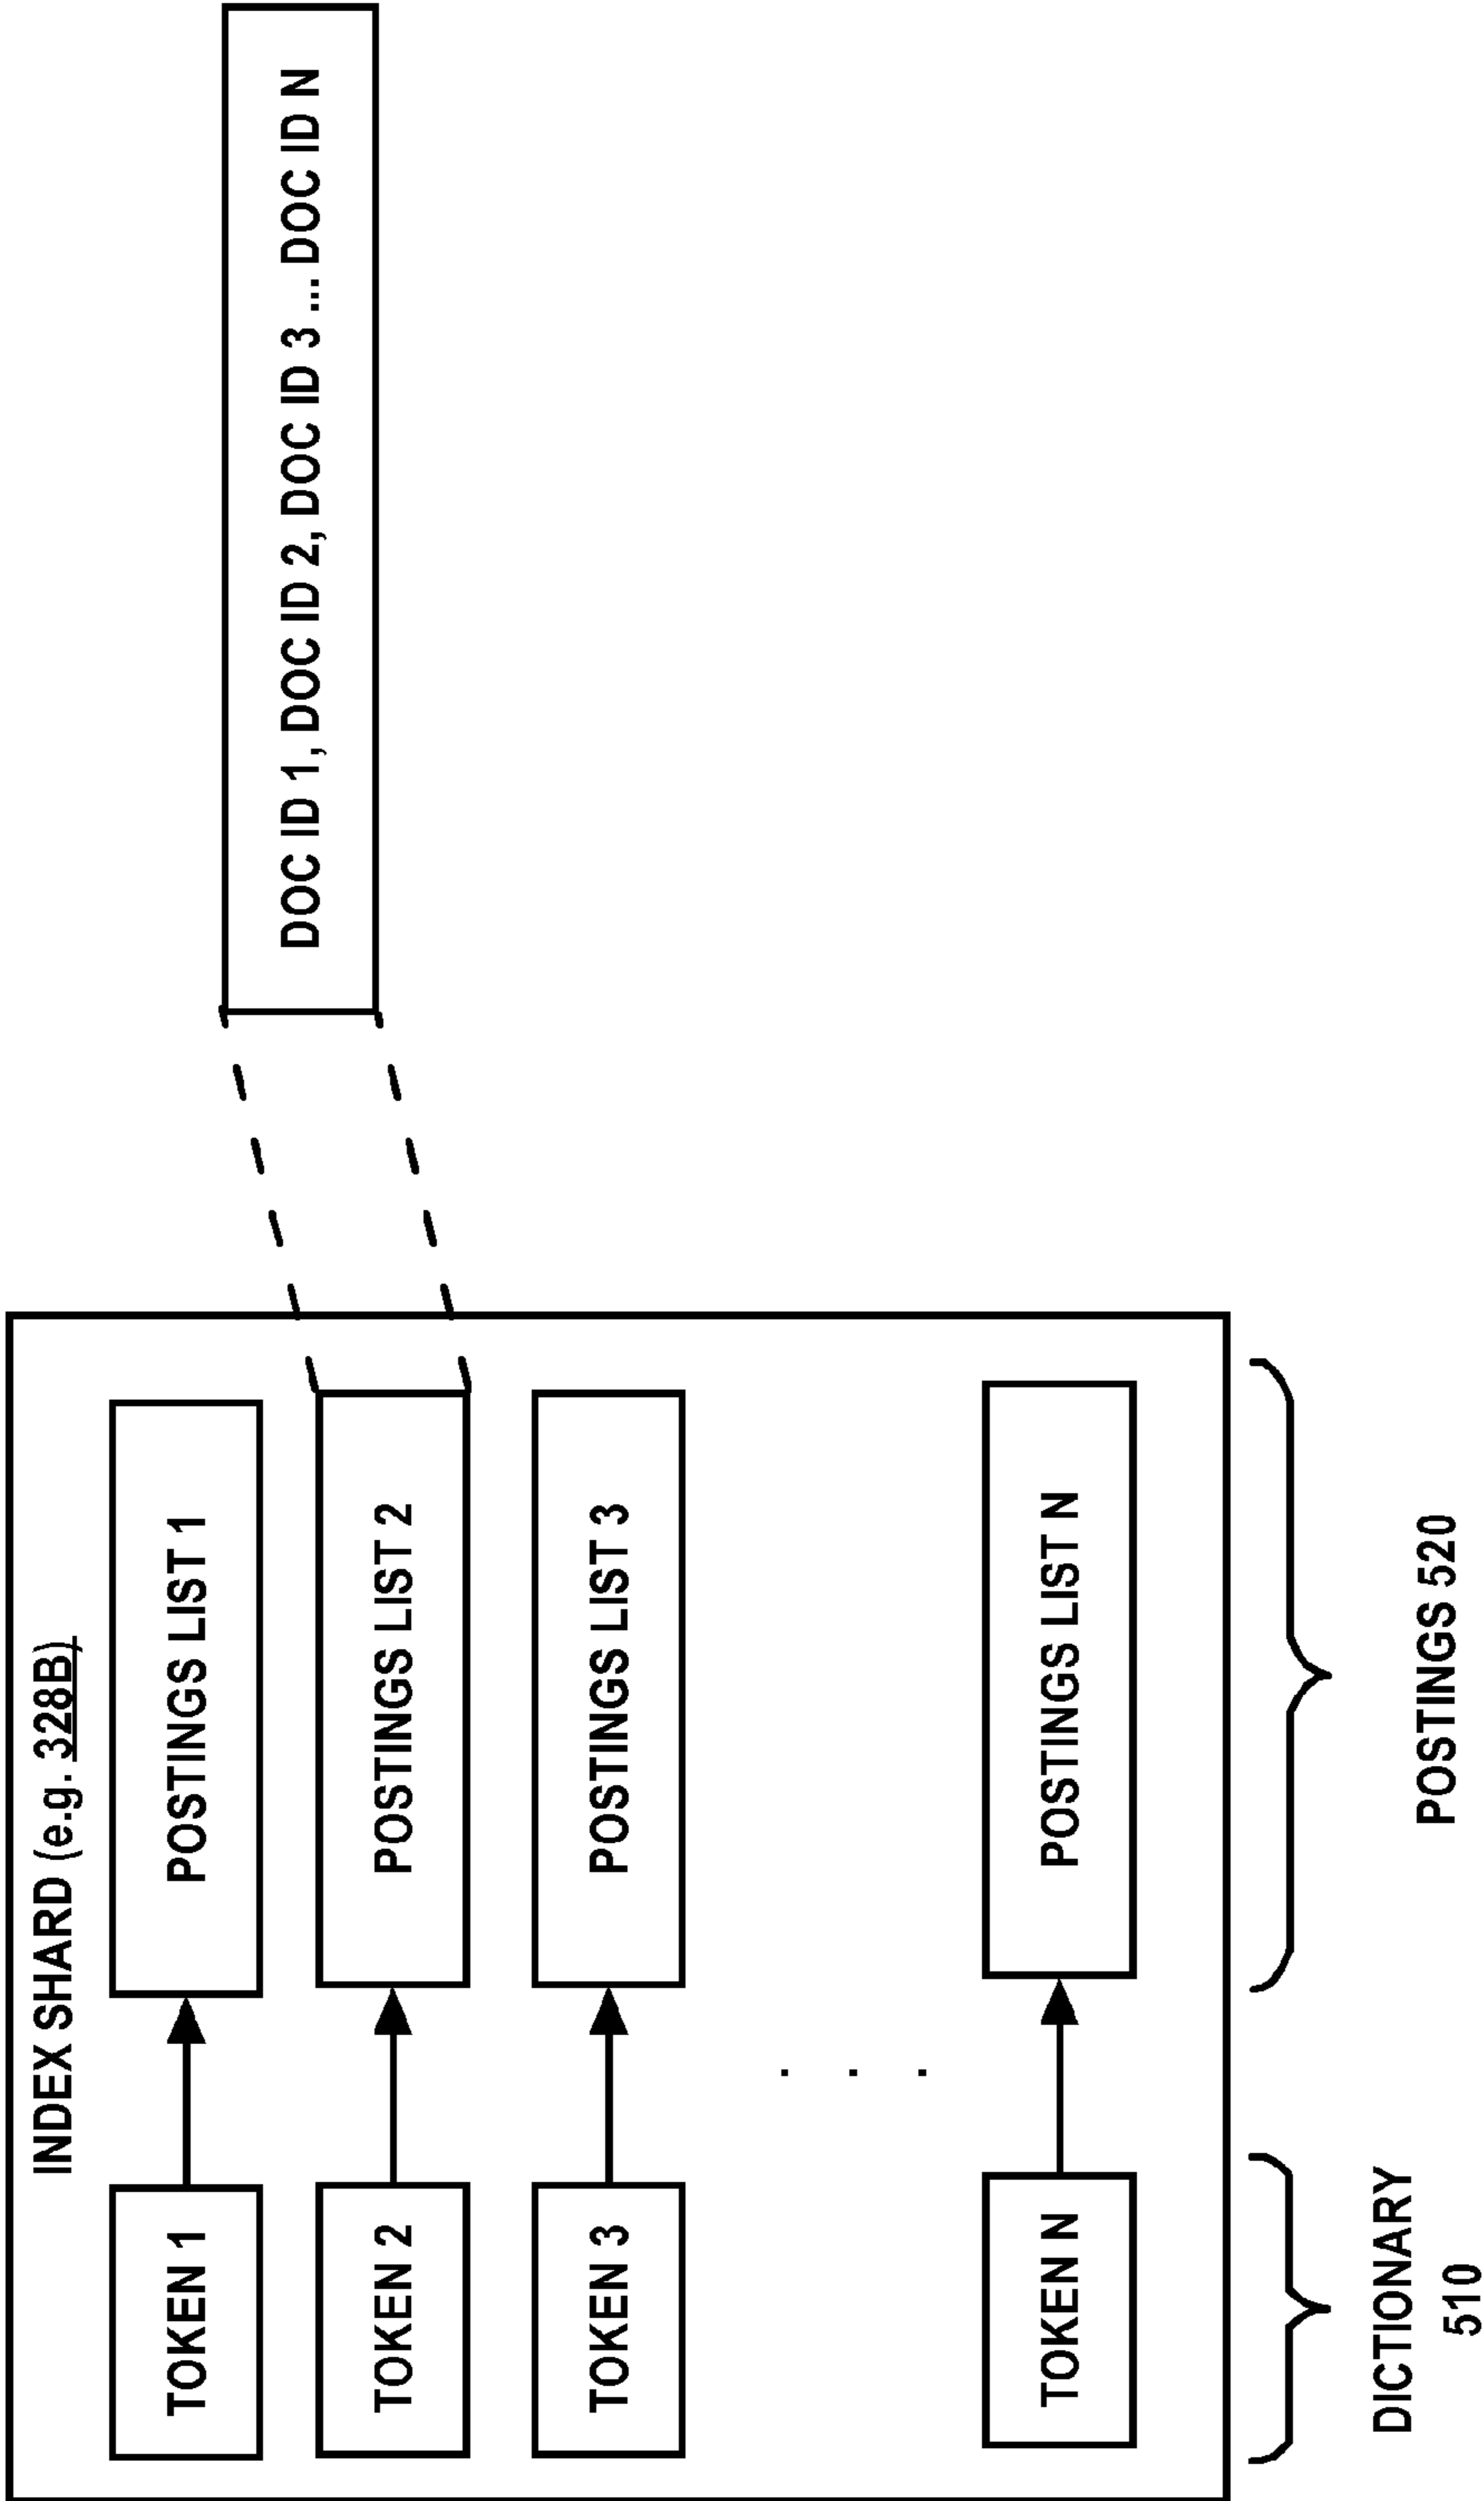 INDEX SHARD (e.g. 328B)
TOKEN 1
POSTINGS LIST 1
DOC ID 1, DOC ID 2, DOC ID 3 ... DOC ID N
TOKEN 2
POSTINGS LIST 2
TOKEN 3
POSTINGS LIST 3
. . .
TOKEN N
POSTINGS LIST N
DICTIONARY
510
POSTINGS 520